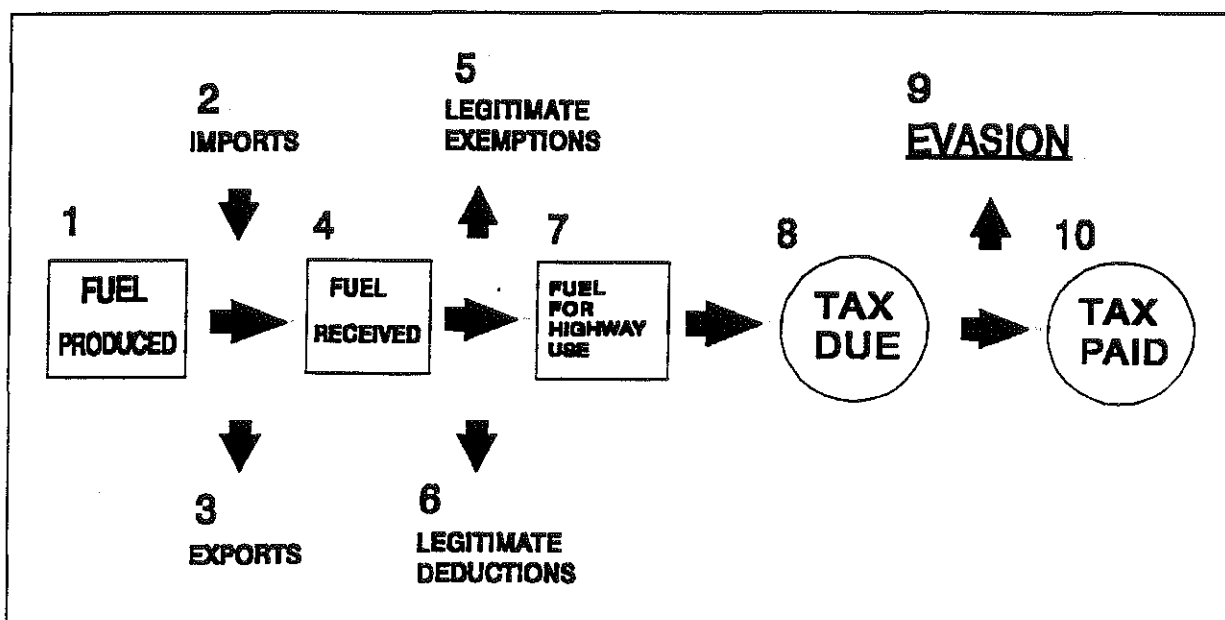 1
FUEL
PRODUCED
2
IMPORTS
3
EXPORTS
4
FUEL
RECEIVED
5
LEGITIMATE
EXEMPTIONS
6
LEGITIMATE
DEDUCTIONS
7
FUEL
FOR
HIGHWAY
USE
8
TAX
DUE
9
EVASION
10
TAX
PAID